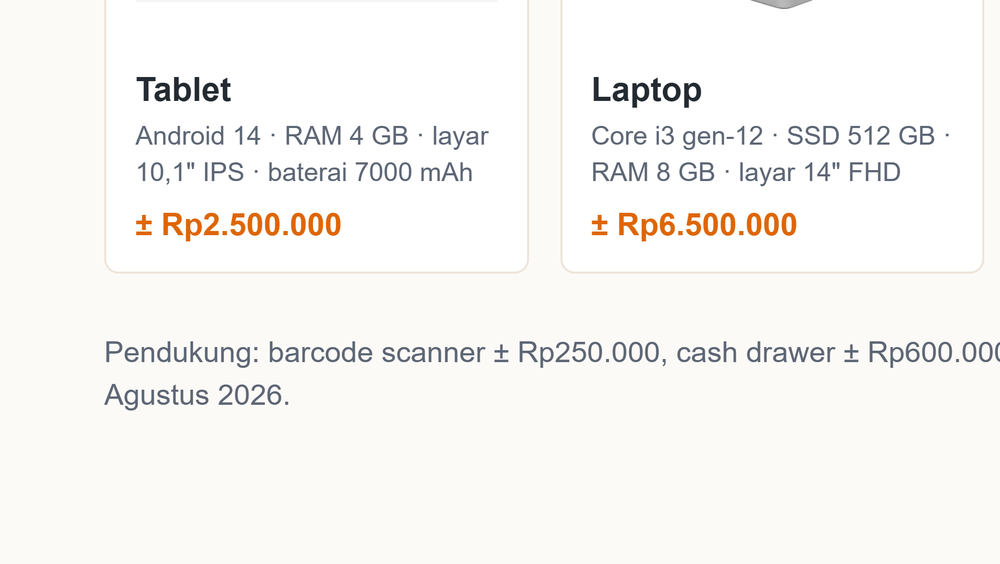 Tablet
Android 14 · RAM 4 GB · layar
10,1" IPS · baterai 7000 mAh
± Rp2.500.000
Laptop
Core i3 gen-12 · SSD 512 GB ·
RAM 8 GB · layar 14" FHD
± Rp6.500.000
Pendukung: barcode scanner ± Rp250.000, cash drawer ± Rp600.000
Agustus 2026.